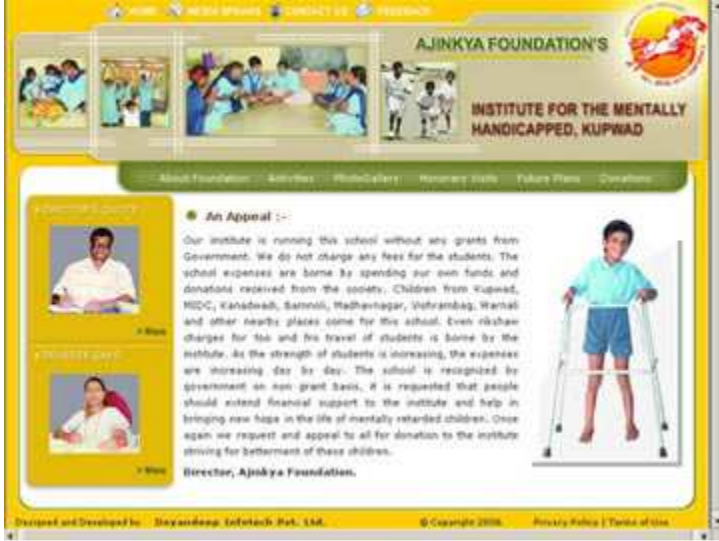 HOME MEDIA SPEAKS CONTACT US FEEDBACK
AJINKYA FOUNDATION'S
INSTITUTE FOR THE MENTALLY
HANDICAPPED, KUPWAD
About Foundation Activities PhotoGallery Honorary Visits Future Plans Donations
An Appeal :-
Our institute is running this school without any grants from
Government. We do not charge any fees for the students. The
school expenses are borne by spending our own funds and
donations received from the society. Children from Kupwad,
MIDC, Kanadwadi, Bamnoli, Madhavnagar, Vishrambag, Warnali
and other nearby places come for this school. Even rikshaw
charges for too and fro travel of students is borne by the
institute. As the strength of students is increasing, the expenses
are increasing day by day. The school is recognized by
government on non grant basis, it is requested that people
should extend financial support to the institute and help in
bringing new hope in the life of mentally retarded children. Once
again we request and appeal to all for donation to the institute
striving for betterment of these children.
Director, Ajinkya Foundation.
More
More
Designed and Developed by Dnyandeep Infotech Pvt. Ltd. © Copyright 2006. Privacy Policy | Terms of Use